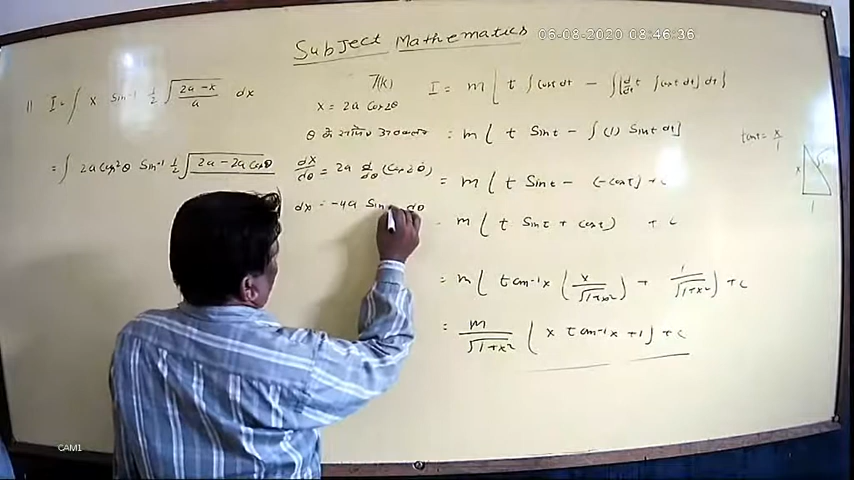 Subject Mathematics
06-08-2020 08:46:36
11 I = ∫ x Sin⁻¹ 1/2 √(2a - x / a) dx
= ∫ 2a cos2θ Sin⁻¹ 1/2 √(2a - 2a cos2θ
7(k)
x = 2a cos2θ
θ के सापेक्ष अवकलन
dx/dθ = 2a d/dθ (cos2θ)
dx = -4a Sin dθ
I = m [ t ∫ cost dt - ∫ { d/dt t ∫ cost dt } dt ]
= m [ t Sint - ∫ (1) Sint dt ]
= m [ t Sint - (-cost) + c
= m [ t Sint + cost ) + c
= m [ tan⁻¹x ( x/√(1+x²) ) + 1/√(1+x²) ] + c
= m/√(1+x²) [ x tan⁻¹x + 1 ] + c
tant = x/1
x
1
CAM1